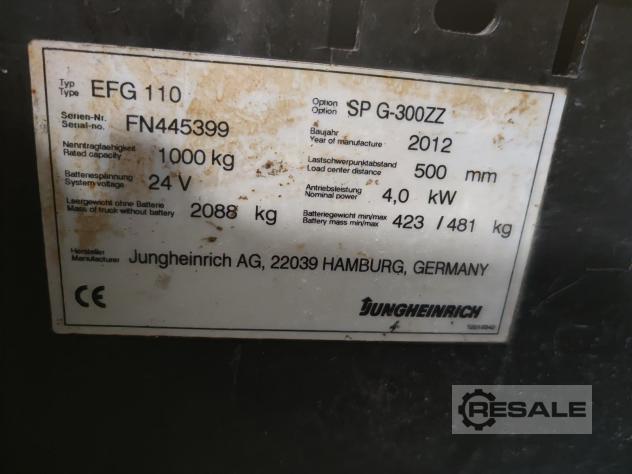 Typ
Type EFG 110
Option
Option SP G-300ZZ
Serien-Nr.
Serial-no. FN445399
Baujahr
Year of manufacture 2012
Nenntragfaehigkeit
Rated capacity 1000 kg
Lastschwerpunktabstand
Load center distance 500 mm
Batteriespannung
System voltage 24 V
Antriebsleistung
Nominal power 4,0 kW
Leergewicht ohne Batterie
Mass of truck without battery 2088 kg
Batteriegewicht min/max
Battery mass min/max 423 / 481 kg
Hersteller
Manufacturer Jungheinrich AG, 22039 HAMBURG, GERMANY
CE
JUNGHEINRICH
RESALE